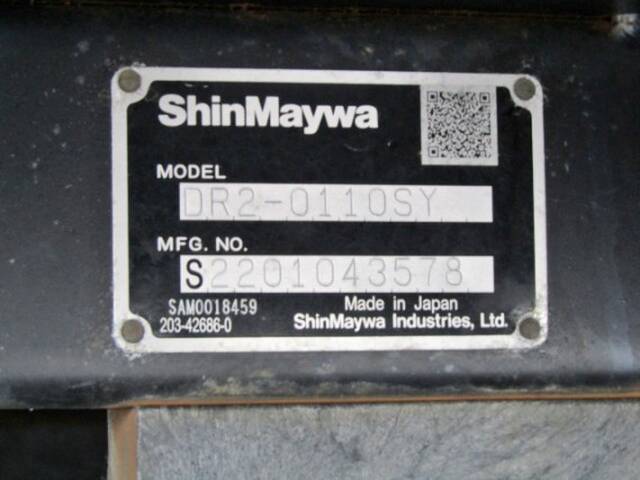 ShinMaywa
MODEL
DR2-0110SY
MFG. NO.
S2201043578
SAM0018459
Made in Japan
203-42686-0
ShinMaywa Industries, Ltd.